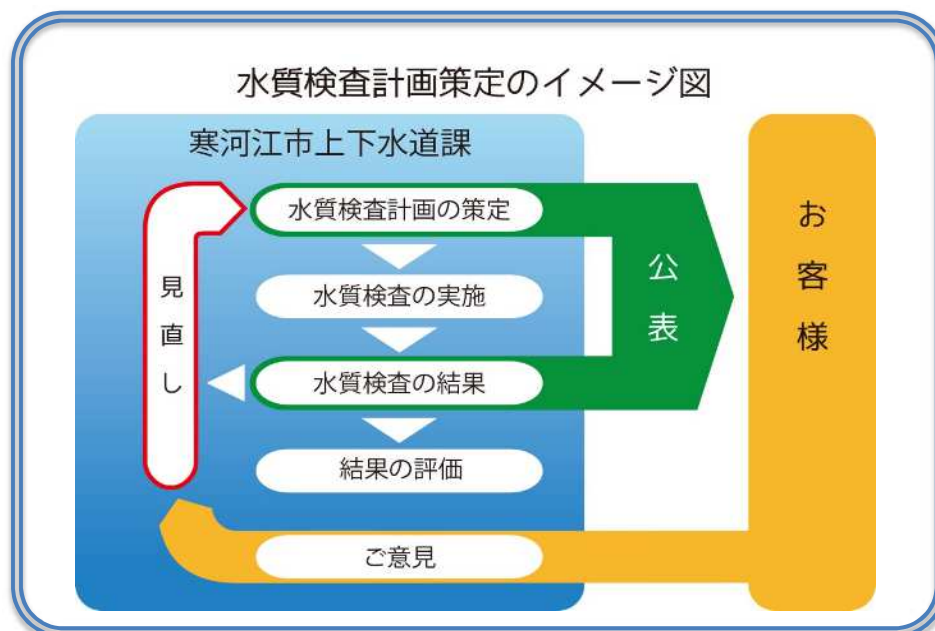 水質検査計画策定のイメージ図
寒河江市上下水道課
水質検査計画の策定
水質検査の実施
水質検査の結果
結果の評価
ご意見
見直し
公表
お客様